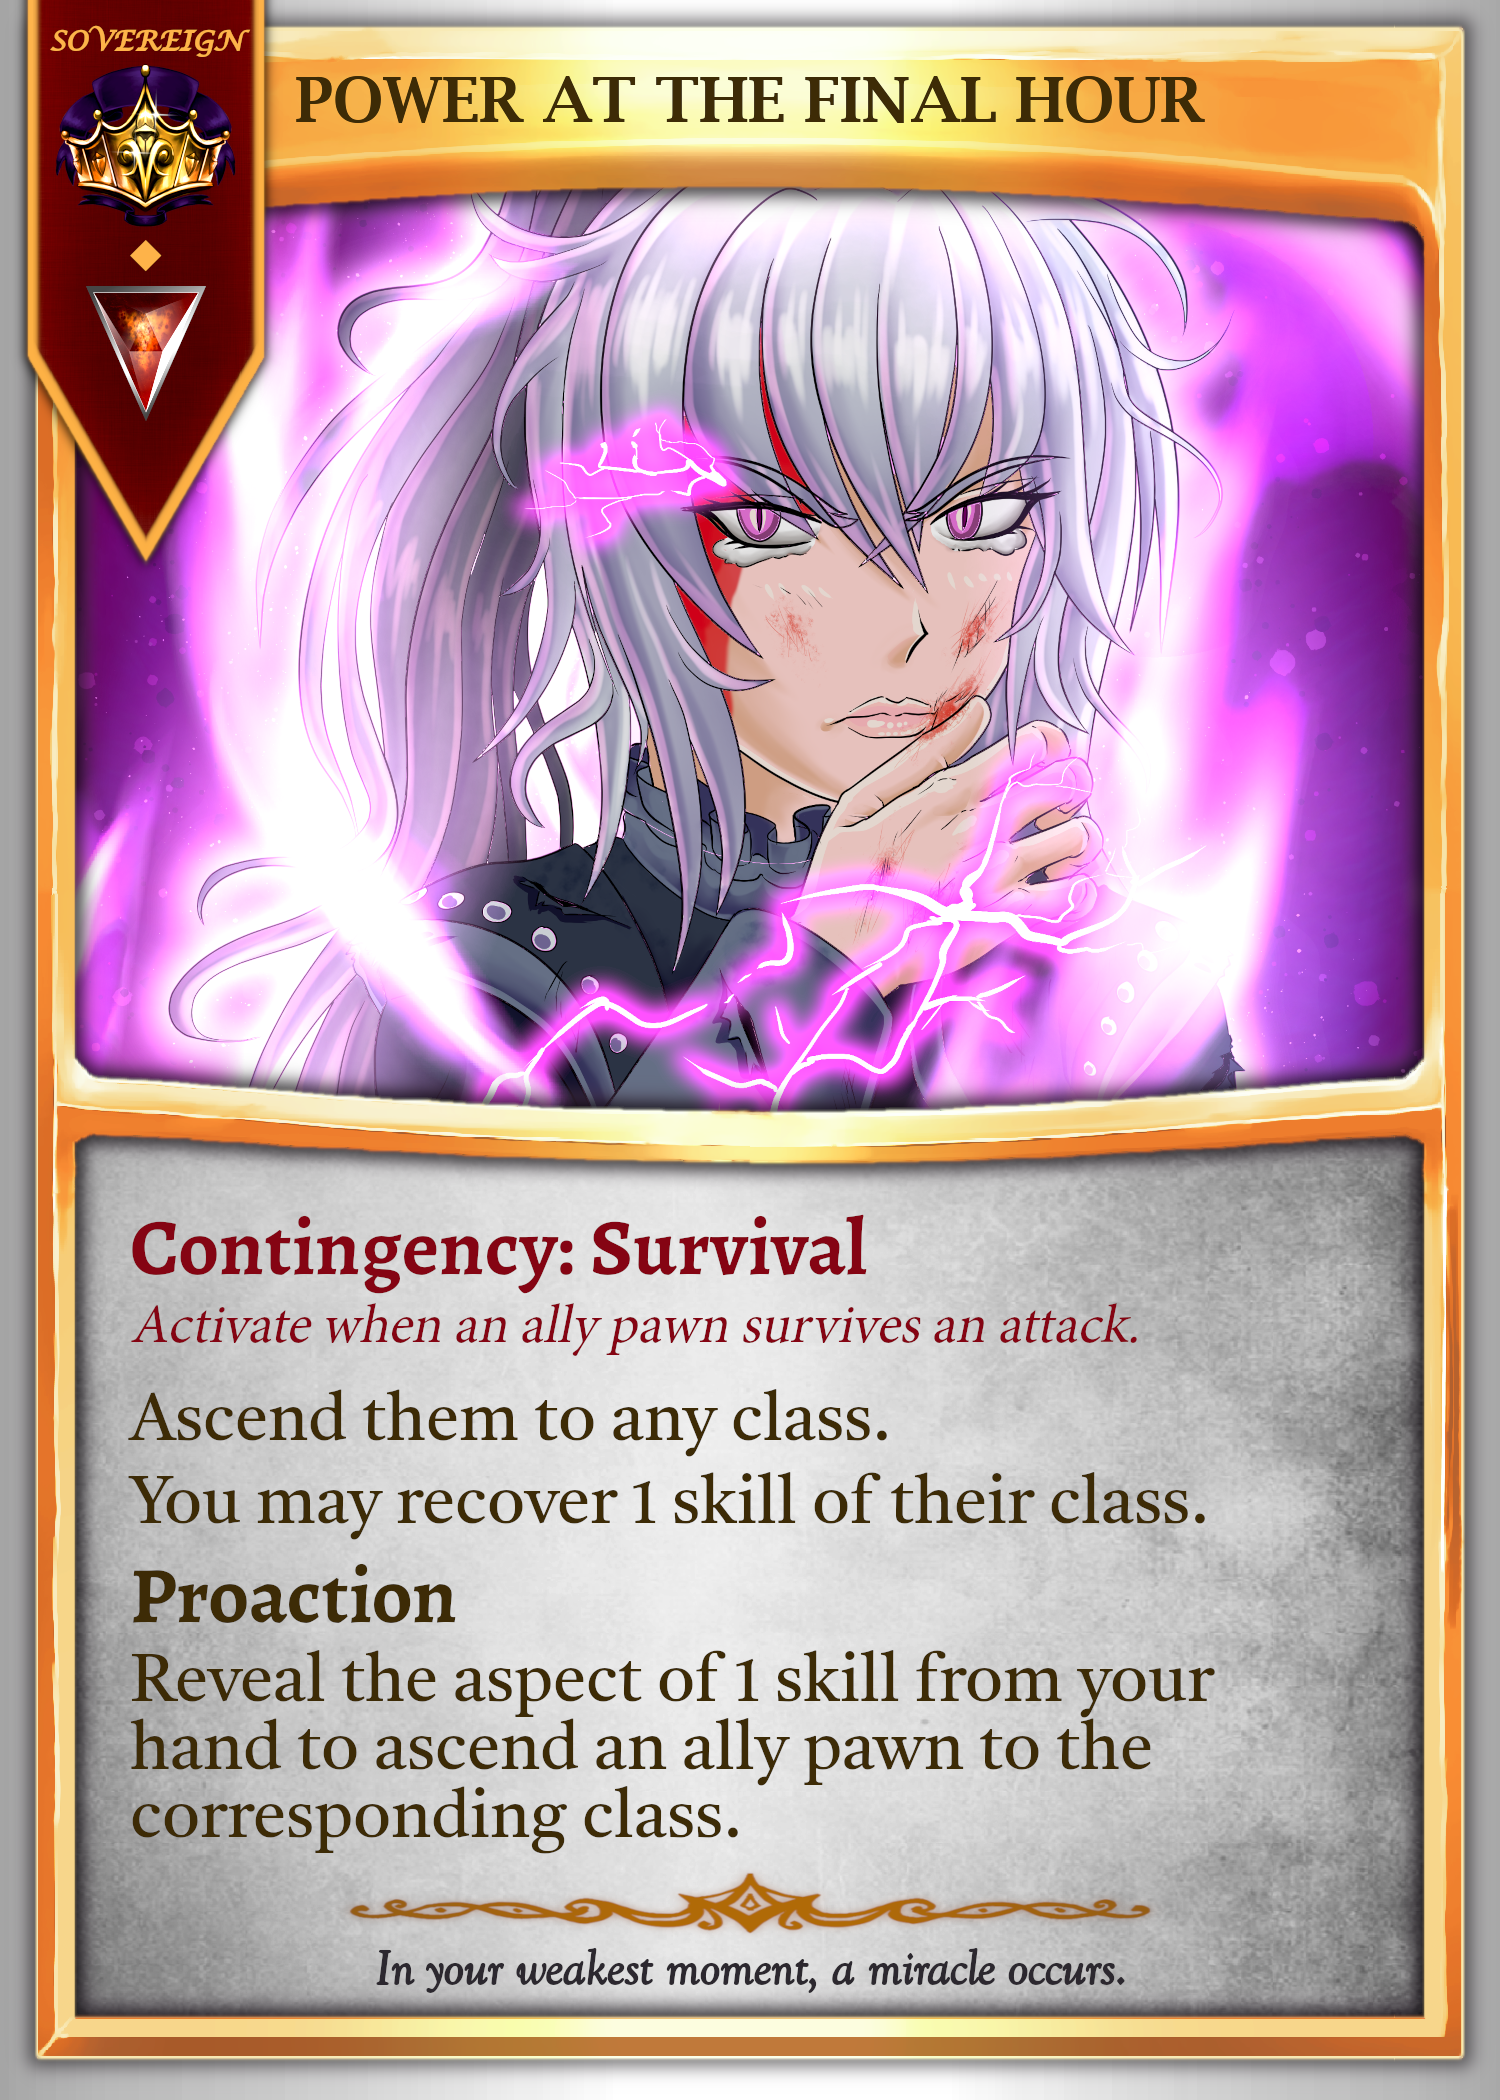 SOVEREIGN
POWER AT THE FINAL HOUR
Contingency: Survival
Activate when an ally pawn survives an attack.
Ascend them to any class.
You may recover 1 skill of their class.
Proaction
Reveal the aspect of 1 skill from your
hand to ascend an ally pawn to the
corresponding class.
In your weakest moment, a miracle occurs.